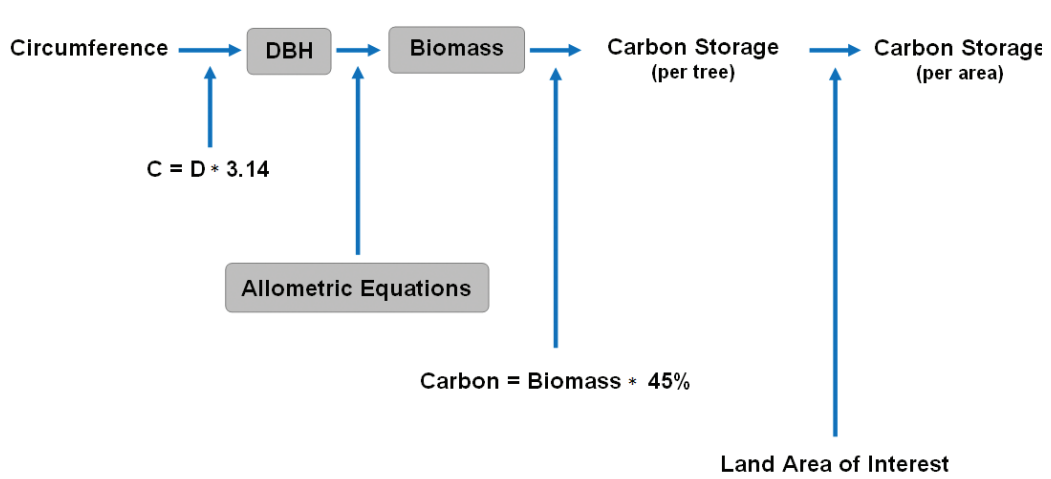 Circumference
DBH
Biomass
Carbon Storage
(per tree)
Carbon Storage
(per area)
C = D * 3.14
Allometric Equations
Carbon = Biomass * 45%
Land Area of Interest